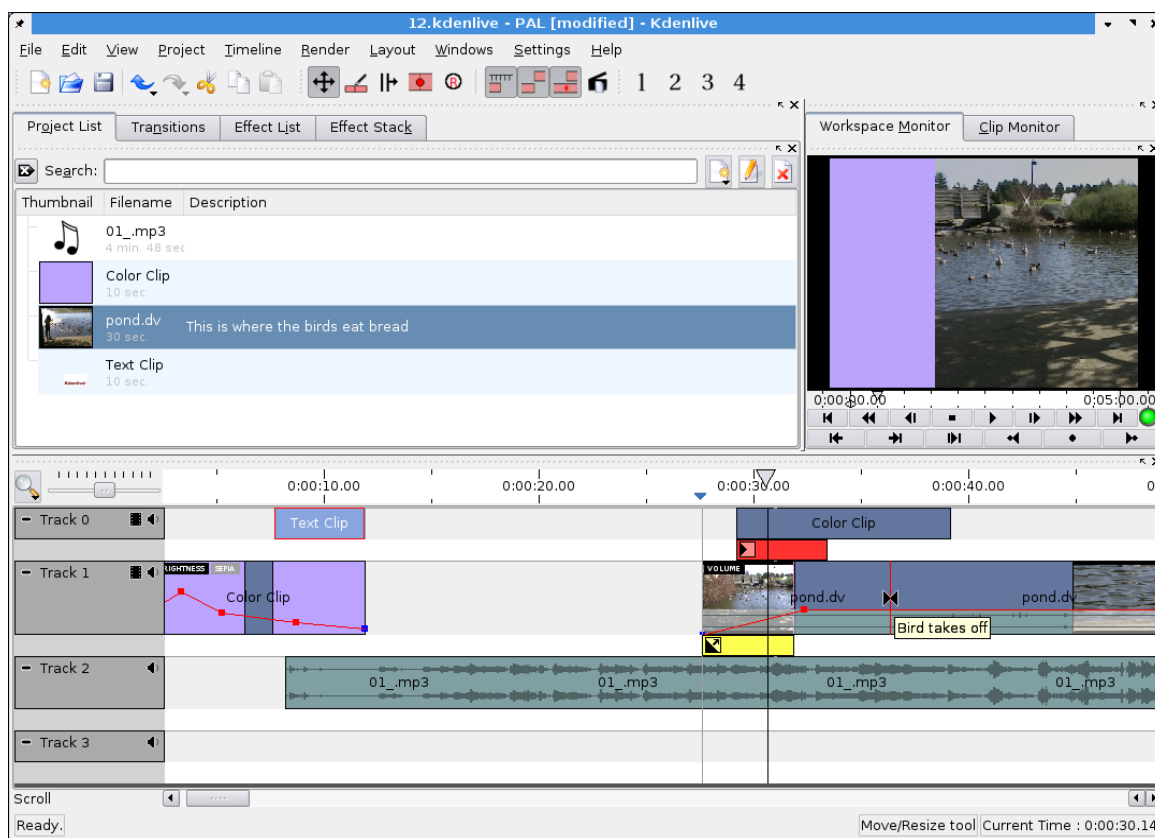 12.kdenlive - PAL [modified] - Kdenlive
File Edit View Project Timeline Render Layout Windows Settings Help
1 2 3 4
Project List Transitions Effect List Effect Stack
Workspace Monitor Clip Monitor
Search:
Thumbnail Filename Description
01_.mp3
4 min. 48 sec
Color Clip
10 sec.
pond.dv This is where the birds eat bread
30 sec.
Text Clip
Kdenlive!
10 sec.
0:00:00.00 0:05:00.00
0:00:10.00 0:00:20.00 0:00:30.00 0:00:40.00 0
Track 0
Text Clip
Color Clip
Track 1
RIGHTNESS SEPIA
Color Clip
VOLUME
pond.dv
pond.dv
Bird takes off
Track 2
01_.mp3 01_.mp3 01_.mp3 01_.mp3
Track 3
Scroll
Ready. Move/Resize tool Current Time : 0:00:30.14